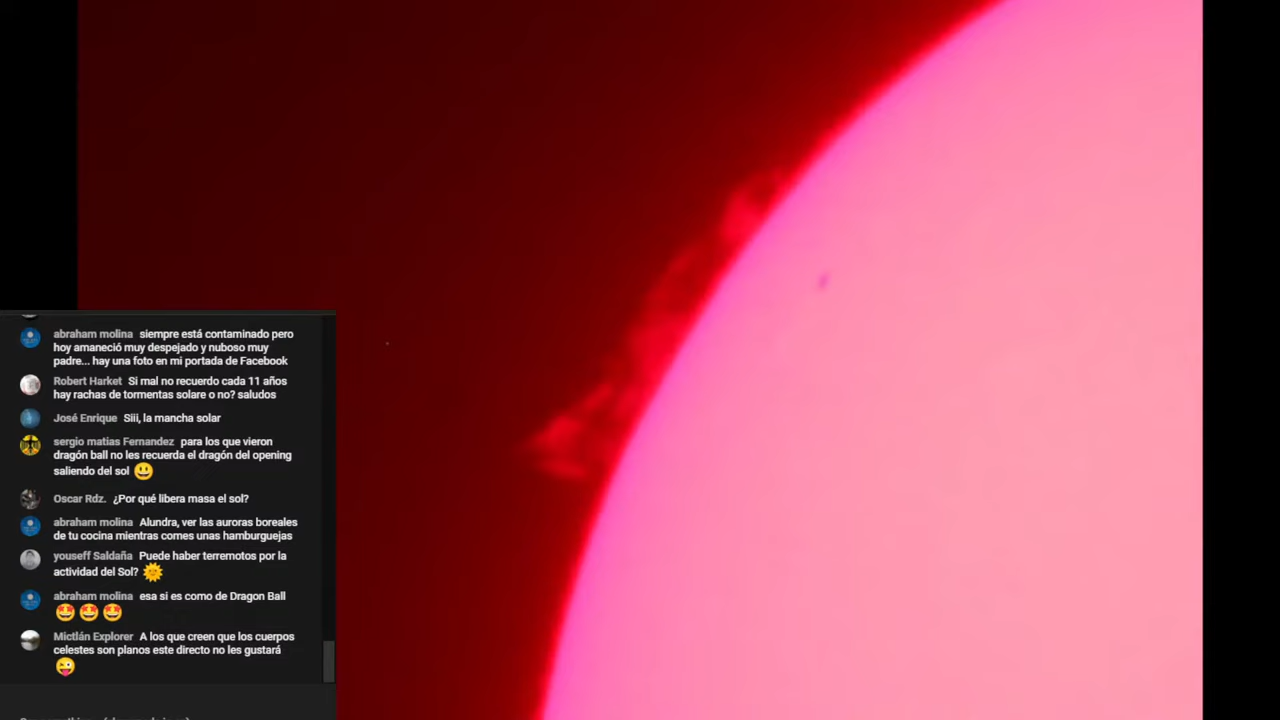 abraham molina siempre está contaminado pero
hoy amaneció muy despejado y nuboso muy
padre... hay una foto en mi portada de Facebook
Robert Harket Si mal no recuerdo cada 11 años
hay rachas de tormentas solare o no? saludos
José Enrique Siii, la mancha solar
sergio matias Fernandez para los que vieron
dragón ball no les recuerda el dragón del opening
saliendo del sol 😃
Oscar Rdz. ¿Por qué libera masa el sol?
abraham molina Alundra, ver las auroras boreales
de tu cocina mientras comes unas hamburguejas
youseff Saldaña Puede haber terremotos por la
actividad del Sol? 🌞
abraham molina esa si es como de Dragon Ball
🤩🤩🤩
Mictlán Explorer A los que creen que los cuerpos
celestes son planos este directo no les gustará
😜